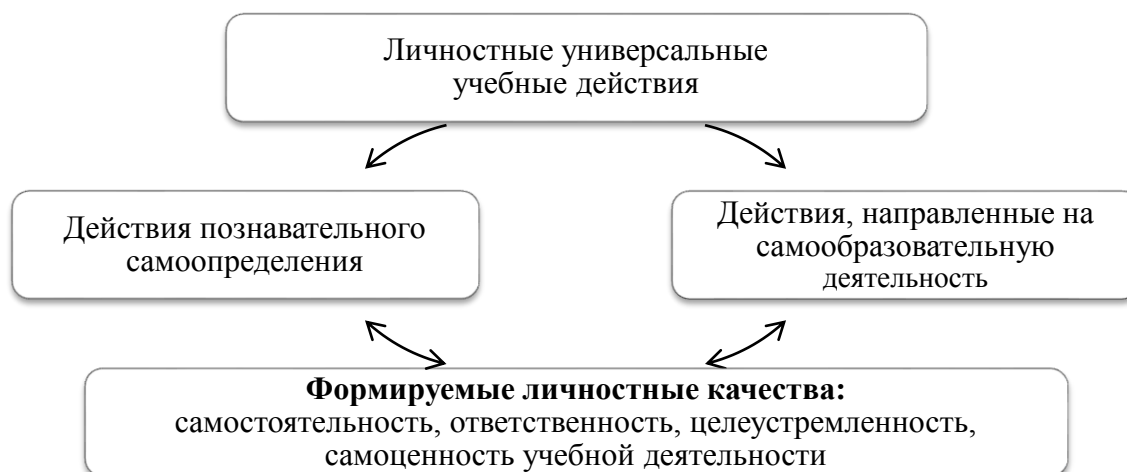 Личностные универсальные
учебные действия
Действия познавательного
самоопределения
Действия, направленные на
самообразовательную
деятельность
Формируемые личностные качества:
самостоятельность, ответственность, целеустремленность,
самоценность учебной деятельности